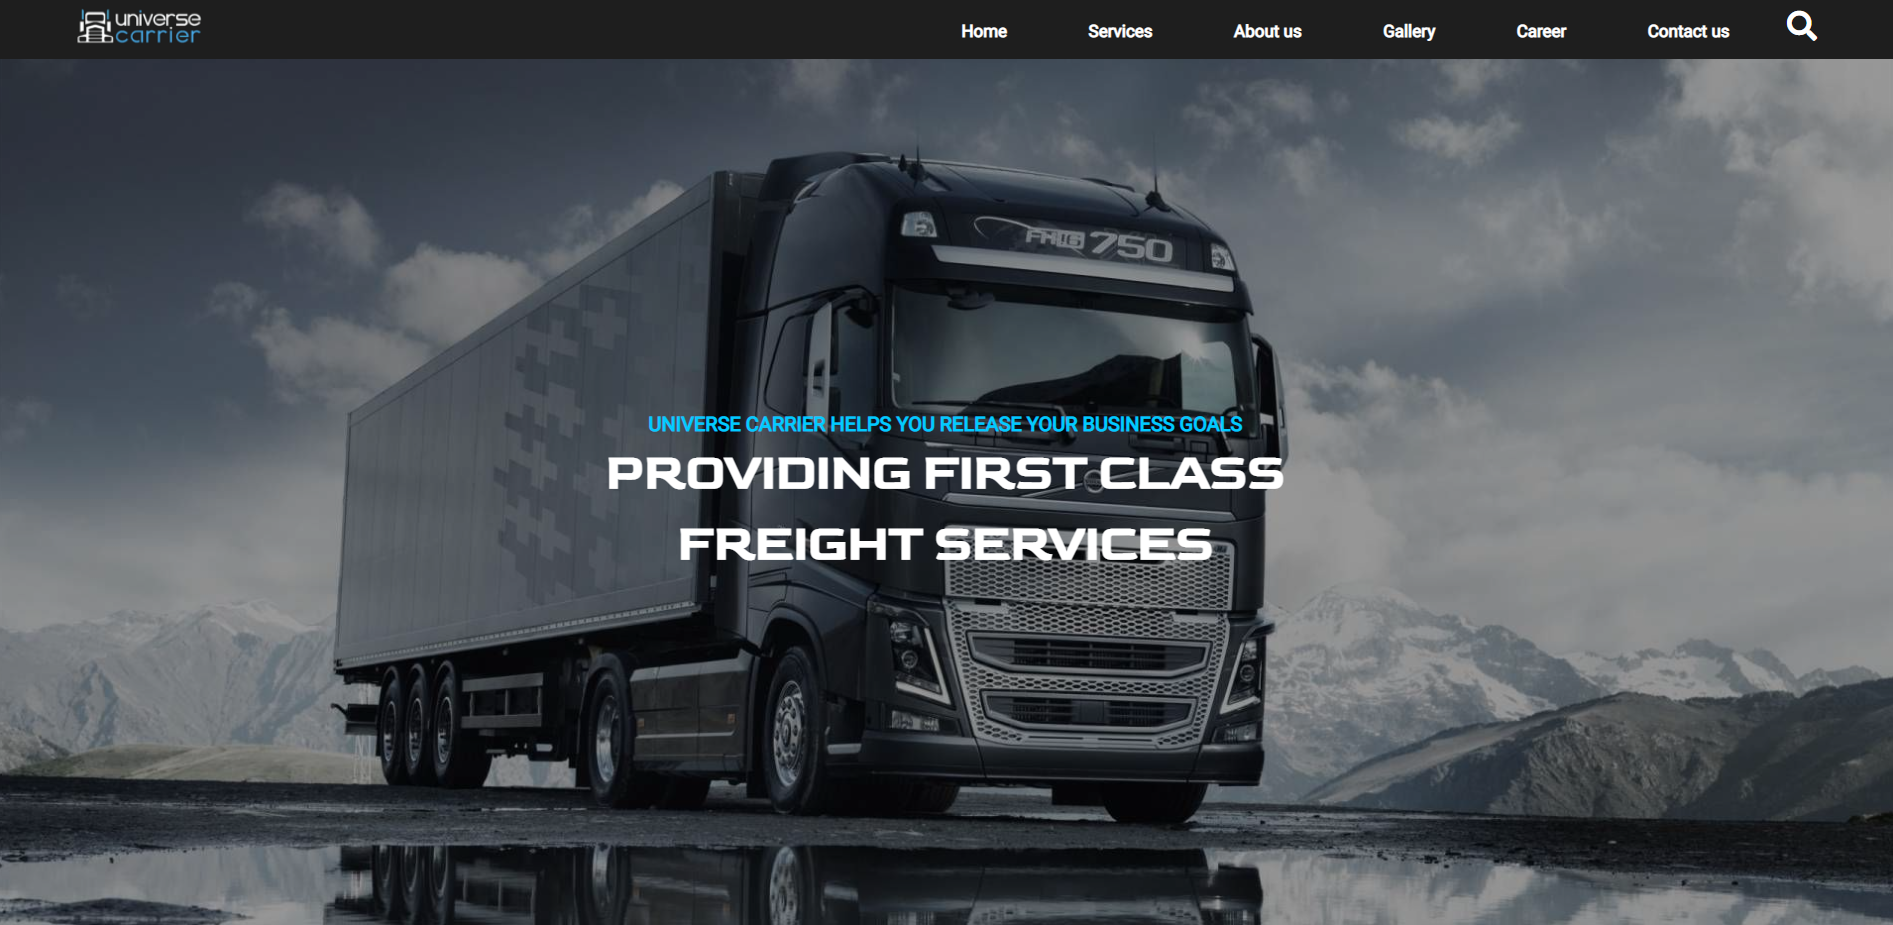 universe
carrier
Home
Services
About us
Gallery
Career
Contact us
FH16 750
UNIVERSE CARRIER HELPS YOU RELEASE YOUR BUSINESS GOALS
PROVIDING FIRST CLASS
FREIGHT SERVICES